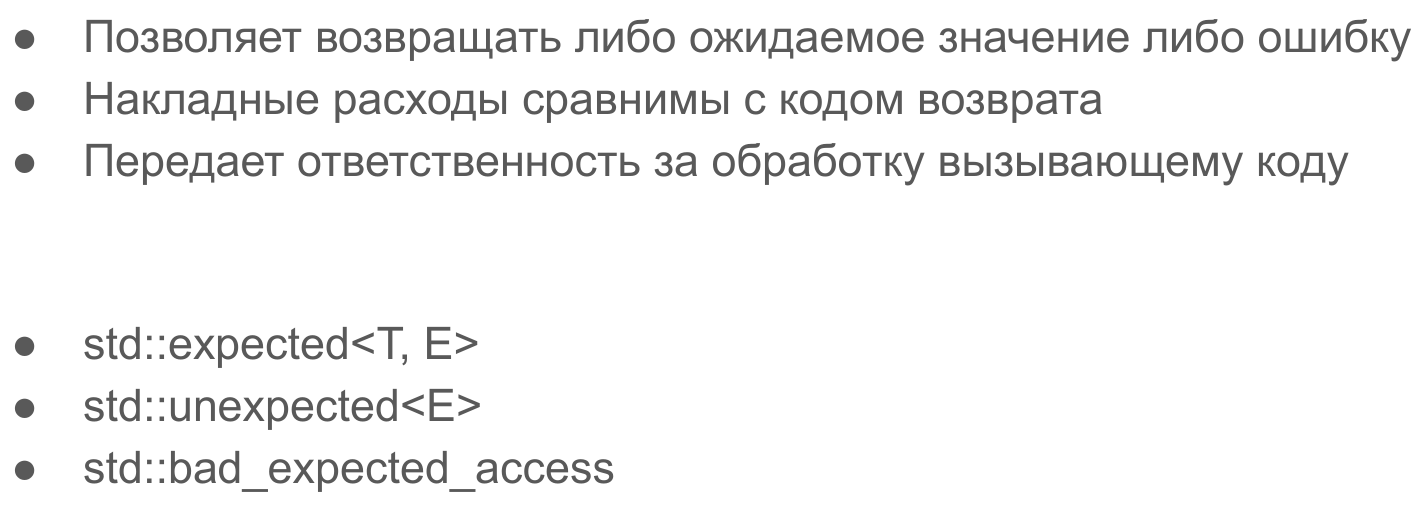 ● Позволяет возвращать либо ожидаемое значение либо ошибку
● Накладные расходы сравнимы с кодом возврата
● Передает ответственность за обработку вызывающему коду
● std::expected<T, E>
● std::unexpected<E>
● std::bad_expected_access